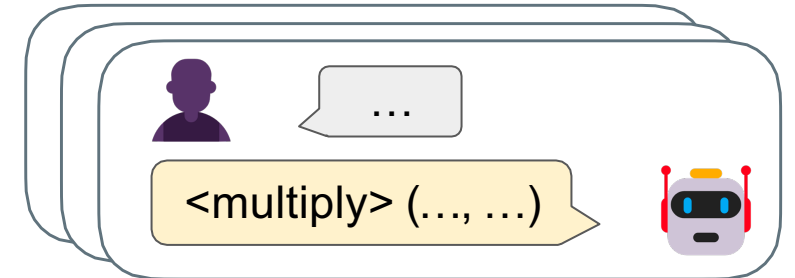 …
<multiply> (…, …)